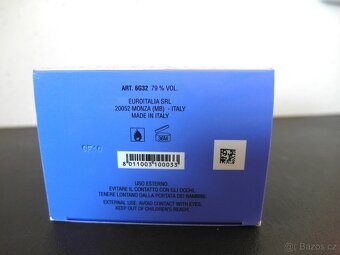 ART. 6G32 79 % VOL.
EUROITALIA SRL
20052 MONZA (MB) - ITALY
MADE IN ITALY
36M
8 011003 100033
USO ESTERNO.
EVITARE IL CONTATTO CON GLI OCCHI.
TENERE LONTANO DALLA PORTATA DEI BAMBINI.
EXTERNAL USE. AVOID CONTACT WITH EYES.
KEEP OUT OF CHILDREN'S REACH.
Bazos.cz